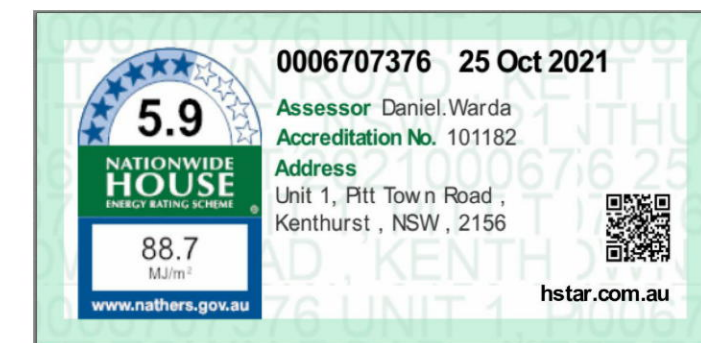 0006707376 25 Oct 2021
Assessor Daniel.Warda
Accreditation No. 101182
Address
Unit 1, Pitt Town Road ,
Kenthurst , NSW , 2156
hstar.com.au
5.9
NATIONWIDE
HOUSE
ENERGY RATING SCHEME ®
88.7
MJ/m²
www.nathers.gov.au